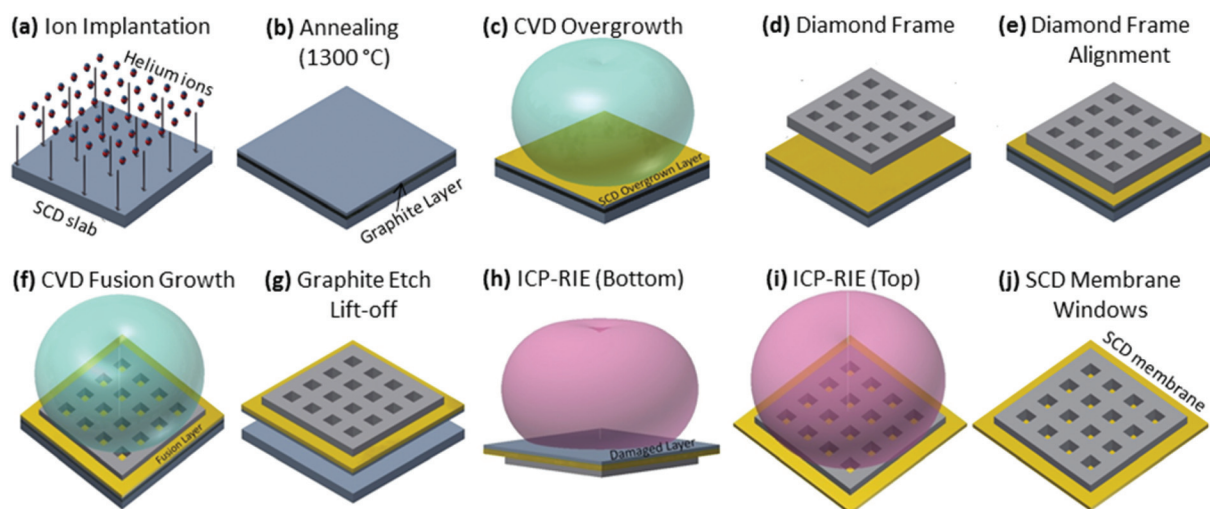 (a) Ion Implantation
Helium ions
SCD slab
(b) Annealing
(1300 °C)
Graphite Layer
(c) CVD Overgrowth
SCD Overgrown Layer
(d) Diamond Frame
(e) Diamond Frame
Alignment
(f) CVD Fusion Growth
Fusion Layer
(g) Graphite Etch
Lift-off
(h) ICP-RIE (Bottom)
Damaged Layer
(i) ICP-RIE (Top)
(j) SCD Membrane
Windows
SCD membrane